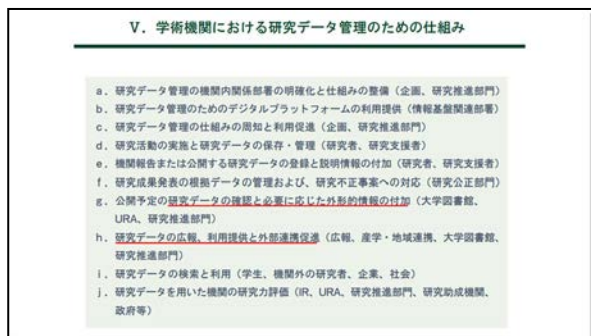 Ⅴ．学術機関における研究データ管理のための仕組み
a．研究データ管理の機関内関係部署の明確化と仕組みの整備（企画、研究推進部門）
b．研究データ管理のためのデジタルプラットフォームの利用提供（情報基盤関連部署）
c．研究データ管理の仕組みの周知と利用促進（企画、研究推進部門）
d．研究活動の実施と研究データの保存・管理（研究者、研究支援者）
e．機関報告または公開する研究データの登録と説明情報の付加（研究者、研究支援者）
f．研究成果発表の根拠データの管理および、研究不正事案への対応（研究公正部門）
g．公開予定の研究データの確認と必要に応じた外形的情報の付加（大学図書館、
URA、研究推進部門）
h．研究データの広報、利用提供と外部連携促進（広報、産学・地域連携、大学図書館、
研究推進部門）
i．研究データの検索と利用（学生、機関外の研究者、企業、社会）
j．研究データを用いた機関の研究力評価（IR、URA、研究推進部門、研究助成機関、
政府等）